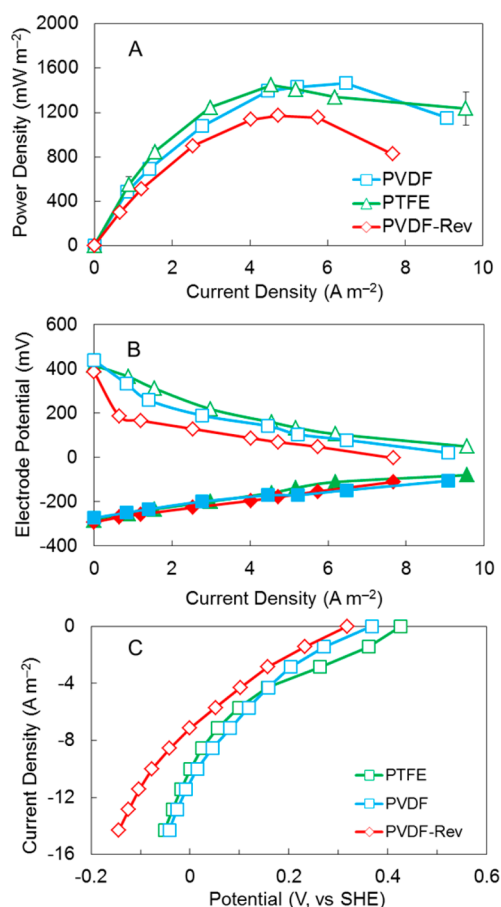 A
Power Density (mW m⁻²)
2000
1600
1200
800
400
0
PVDF
PTFE
PVDF-Rev
0 2 4 6 8 10
Current Density (A m⁻²)
B
Electrode Potential (mV)
600
400
200
0
-200
-400
0 2 4 6 8 10
Current Density (A m⁻²)
C
Current Density (A m⁻²)
0
-4
-8
-12
-16
PTFE
PVDF
PVDF-Rev
-0.2 0 0.2 0.4 0.6
Potential (V, vs SHE)